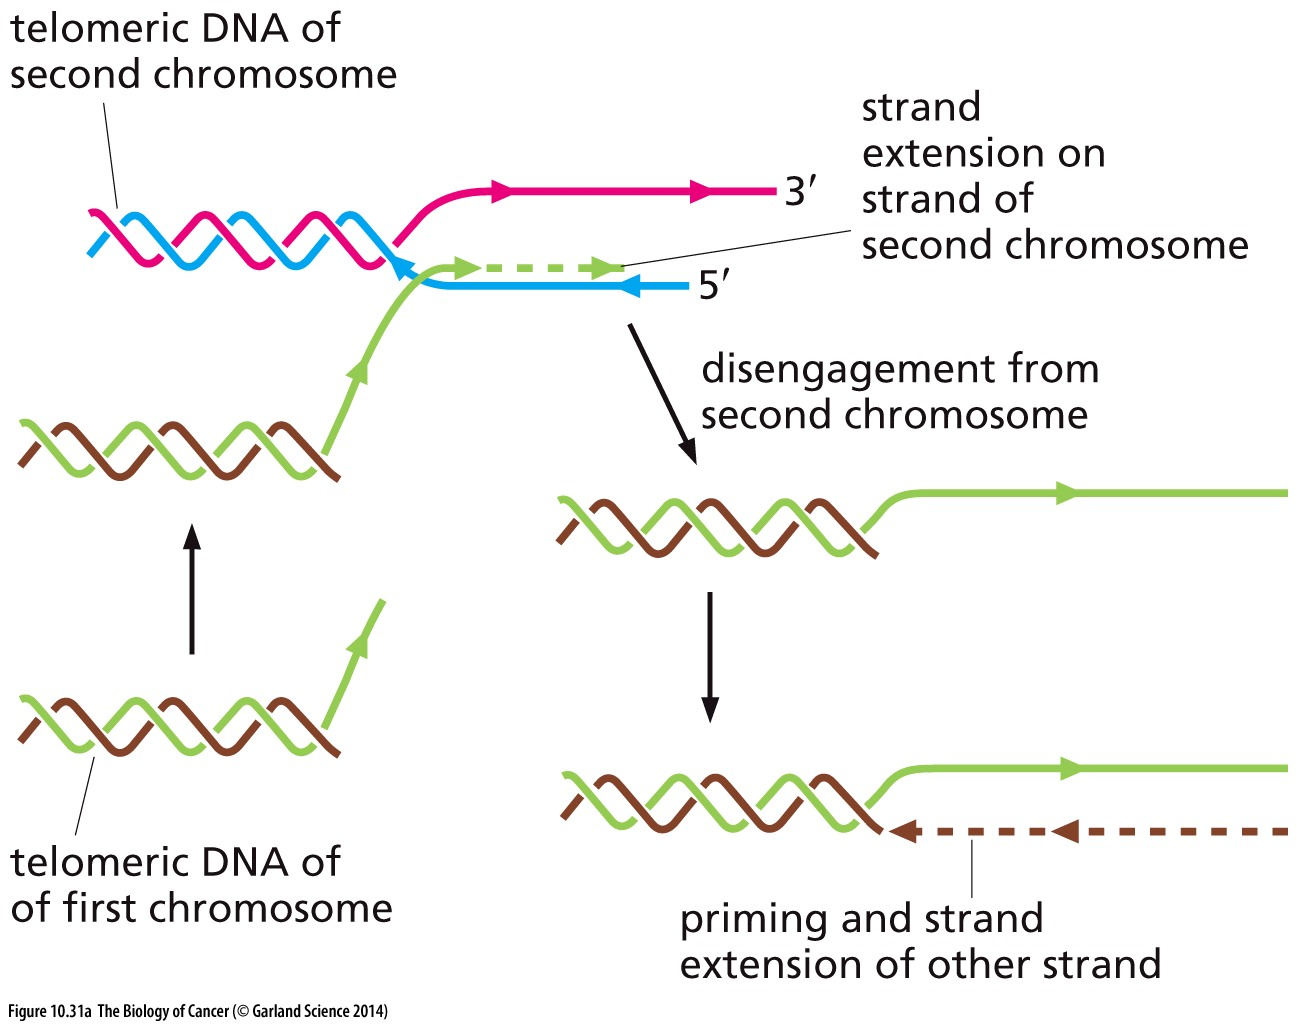 telomeric DNA of
second chromosome
strand
extension on
strand of
second chromosome
3′
5′
disengagement from
second chromosome
telomeric DNA of
of first chromosome
priming and strand
extension of other strand
Figure 10.31a The Biology of Cancer (© Garland Science 2014)